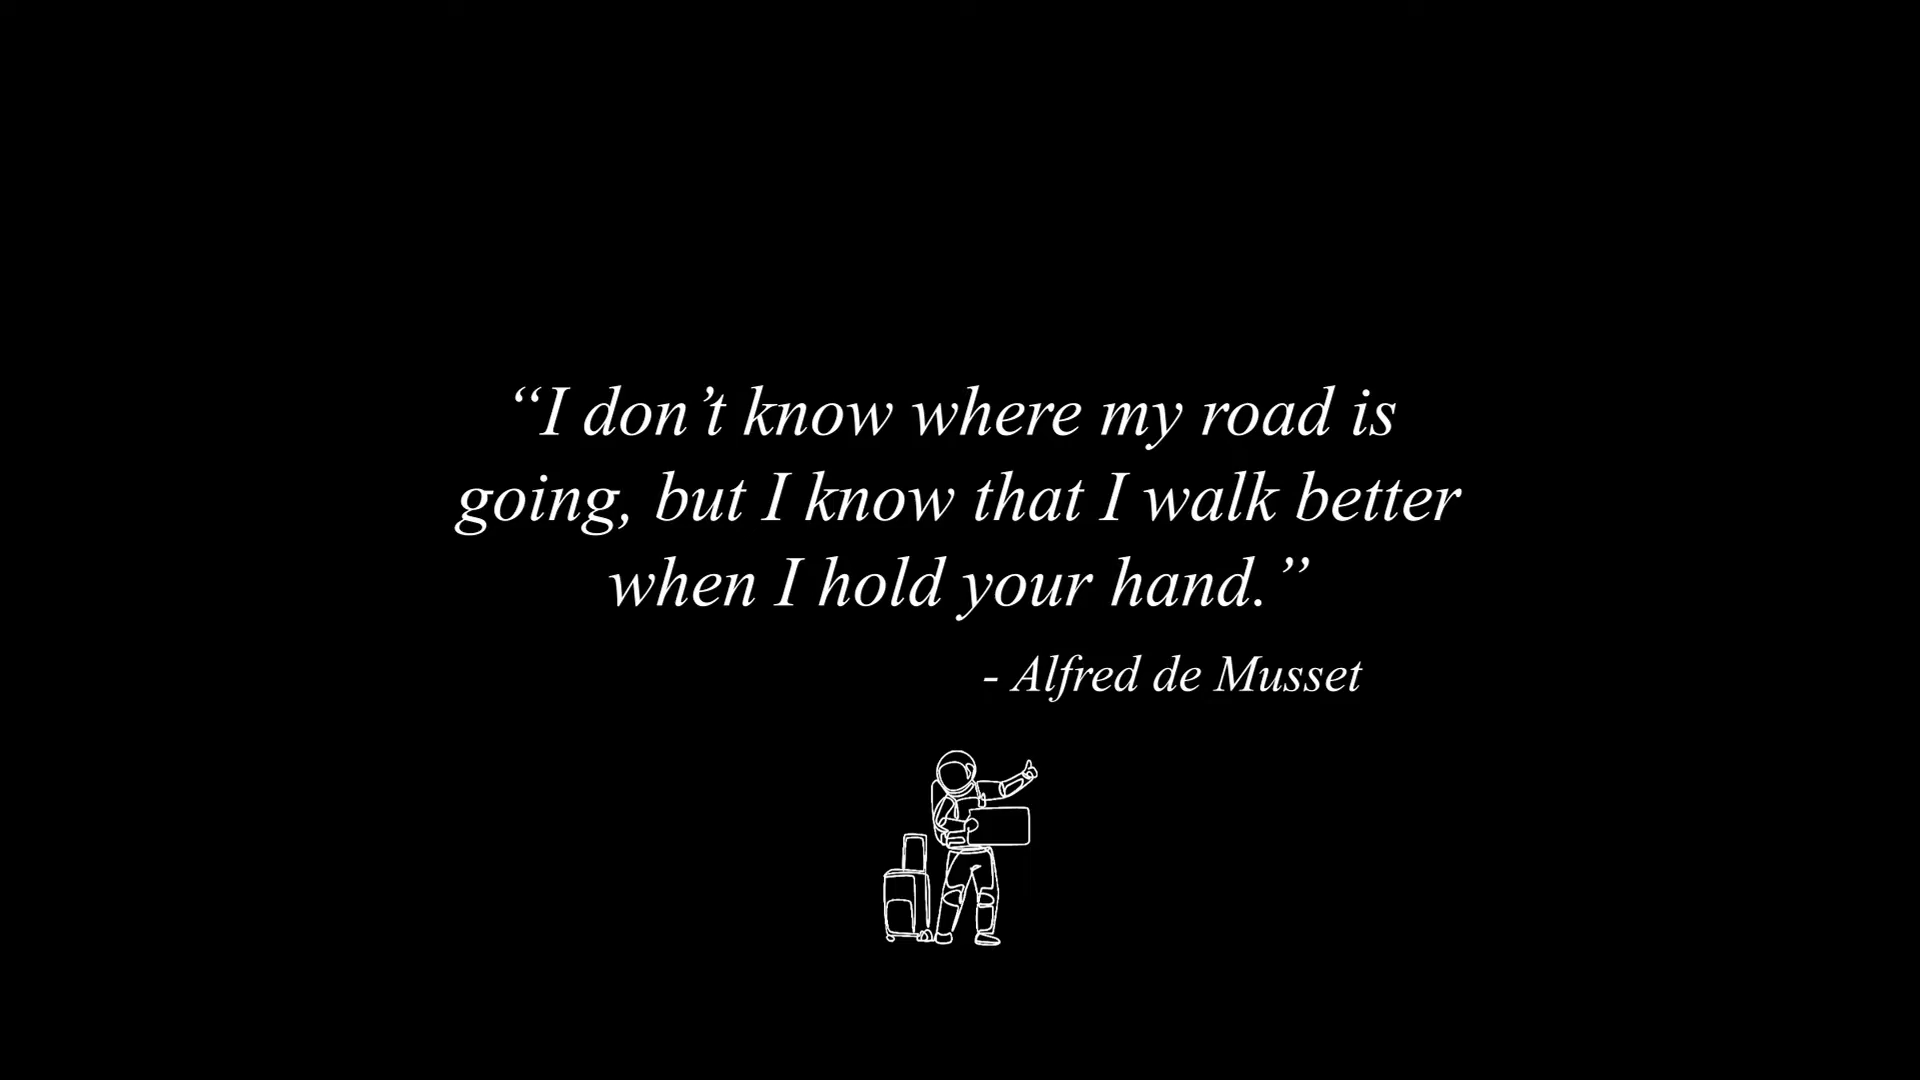 “I don’t know where my road is
going, but I know that I walk better
when I hold your hand.”
- Alfred de Musset